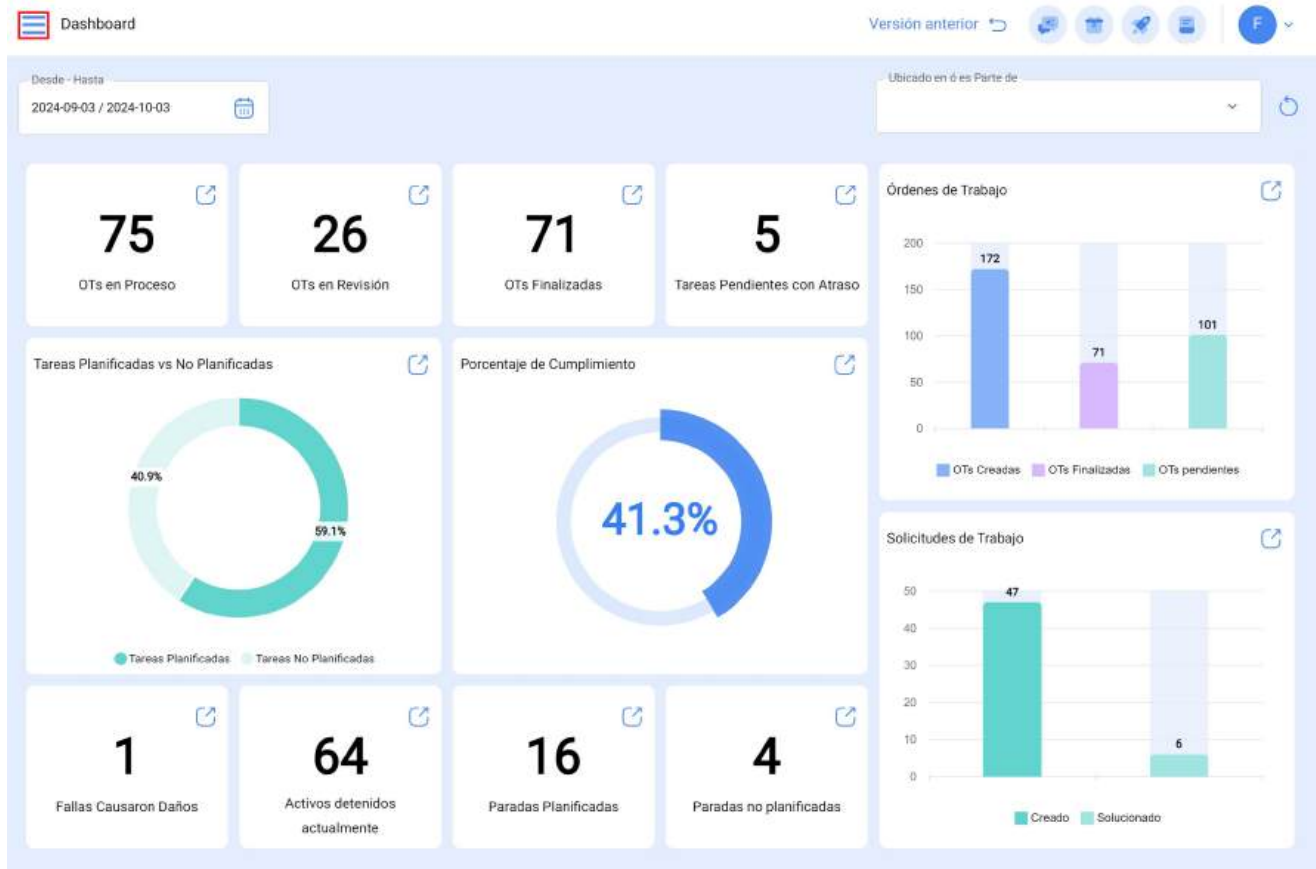 Dashboard
Versión anterior
F
Desde - Hasta
2024-09-03 / 2024-10-03
Ubicado en ó es Parte de
75
OTs en Proceso
26
OTs en Revisión
71
OTs Finalizadas
5
Tareas Pendientes con Atraso
Órdenes de Trabajo
200
150
100
50
0
172
71
101
OTs Creadas
OTs Finalizadas
OTs pendientes
Tareas Planificadas vs No Planificadas
40.9%
59.1%
Tareas Planificadas
Tareas No Planificadas
Porcentaje de Cumplimiento
41.3%
Solicitudes de Trabajo
50
40
30
20
10
0
47
6
Creado
Solucionado
1
Fallas Causaron Daños
64
Activos detenidos
actualmente
16
Paradas Planificadas
4
Paradas no planificadas